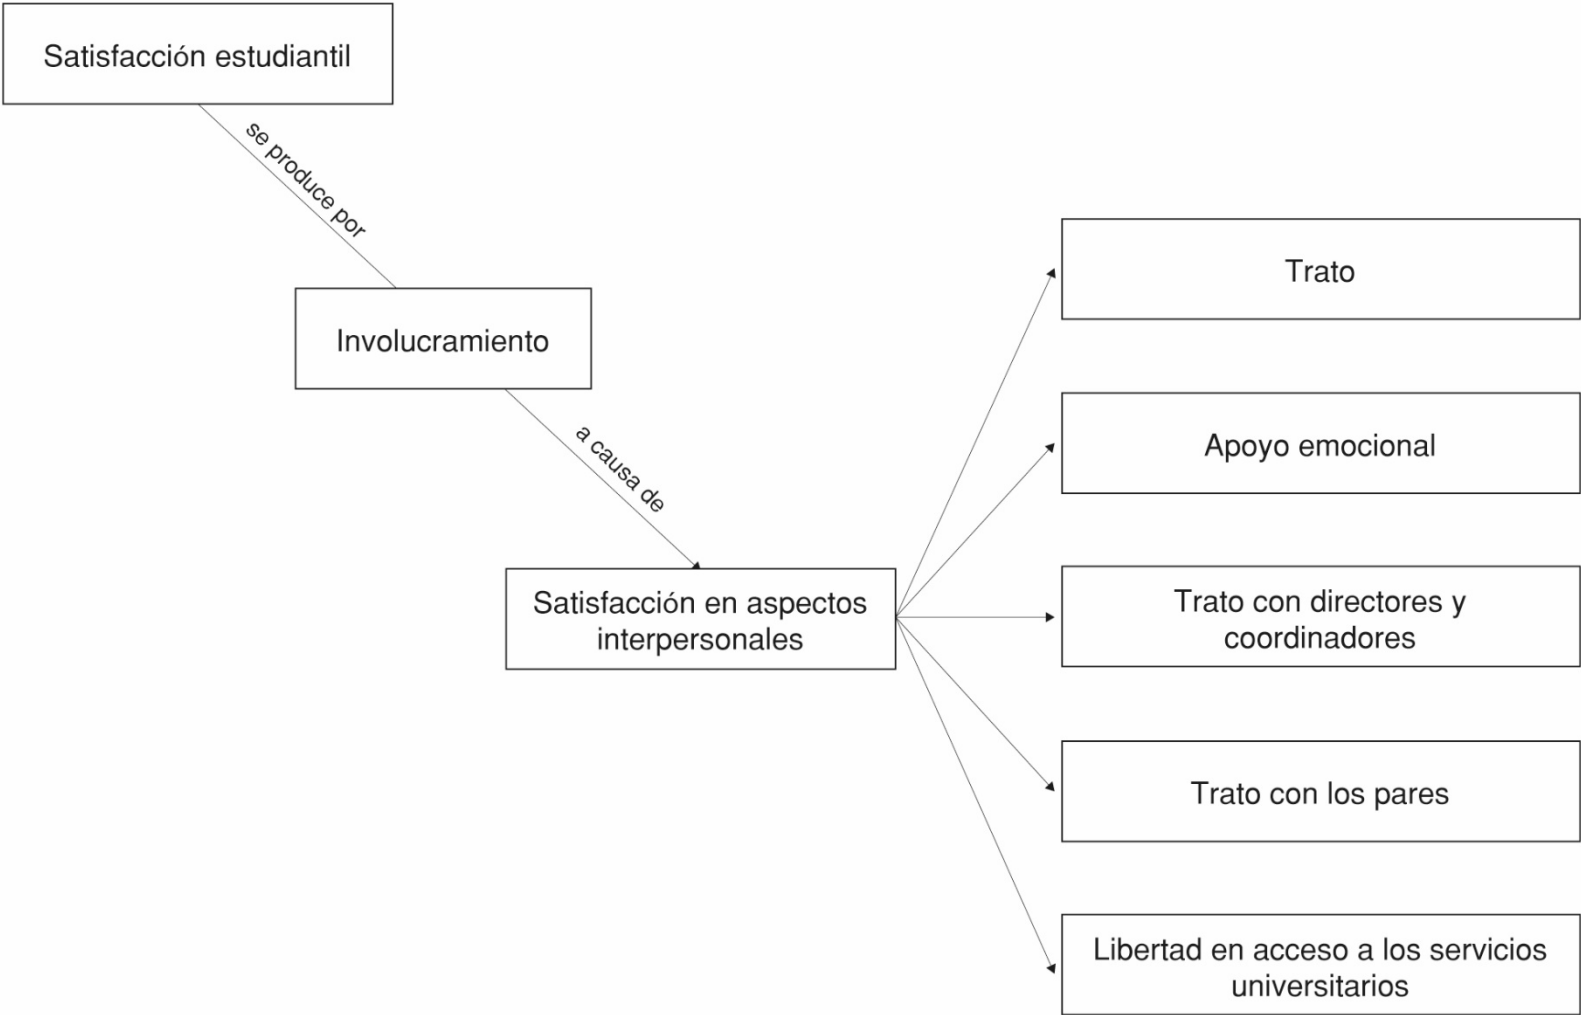 Satisfacción estudiantil
se produce por
Involucramiento
a causa de
Satisfacción en aspectos
interpersonales
Trato
Apoyo emocional
Trato con directores y
coordinadores
Trato con los pares
Libertad en acceso a los servicios
universitarios